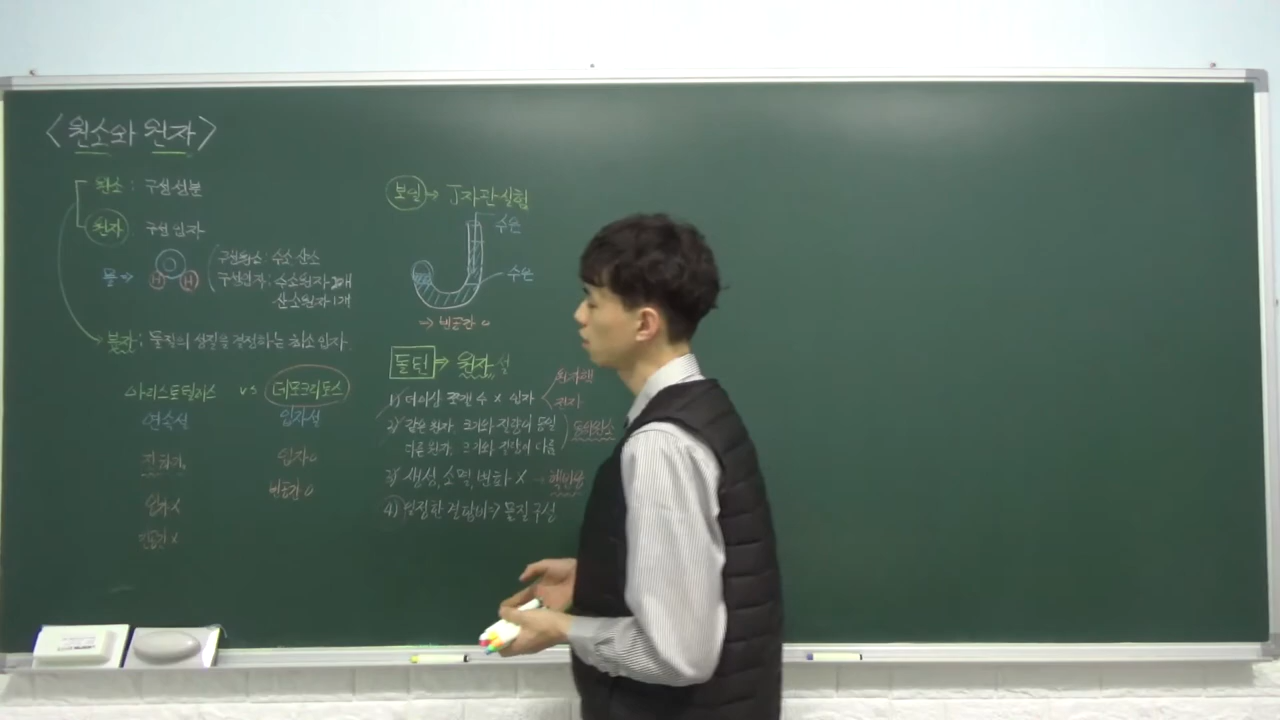 <원소와 원자>
원소 : 구성 성분
원자 : 구성 입자
물 ⇒
O
H H
구성원소 : 수소 산소
구성원자 : 수소원자 2개
산소원자 1개
분자 : 물질의 성질을 결정하는 최소 입자.
아리스토텔레스 vs 데모크리토스
연속설
입자설
입자 o
빈공간 o
입자 x
빈공간 x
보일 → J자관 실험
수은
수은
→ 빈공간 o
돌턴 ⇒ 원자설
1) 더이상 쪼갤 수 x 입자
원자핵
전자
2) 같은 원자, 크기와 질량이 동일
다른 원자, 크기와 질량이 다름
동위원소
3) 생성, 소멸, 변화 X → 핵반응
4) 일정한 결합비 ⇒ 물질 구성